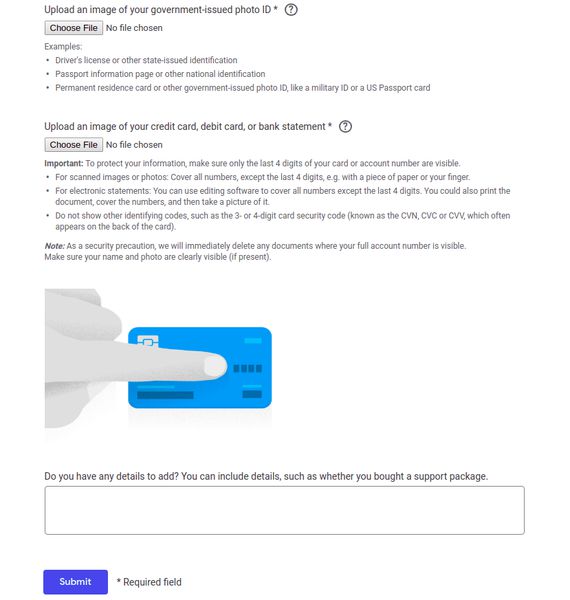 Upload an image of your government-issued photo ID * ?
Choose File No file chosen
Examples:
• Driver's license or other state-issued identification
• Passport information page or other national identification
• Permanent residence card or other government-issued photo ID, like a military ID or a US Passport card
Upload an image of your credit card, debit card, or bank statement * ?
Choose File No file chosen
Important: To protect your information, make sure only the last 4 digits of your card or account number are visible.
• For scanned images or photos: Cover all numbers, except the last 4 digits, e.g. with a piece of paper or your finger.
• For electronic statements: You can use editing software to cover all numbers except the last 4 digits. You could also print the
document, cover the numbers, and then take a picture of it.
• Do not show other identifying codes, such as the 3- or 4-digit card security code (known as the CVN, CVC or CVV, which often
appears on the back of the card).
Note: As a security precaution, we will immediately delete any documents where your full account number is visible.
Make sure your name and photo are clearly visible (if present).
Do you have any details to add? You can include details, such as whether you bought a support package.
Submit * Required field